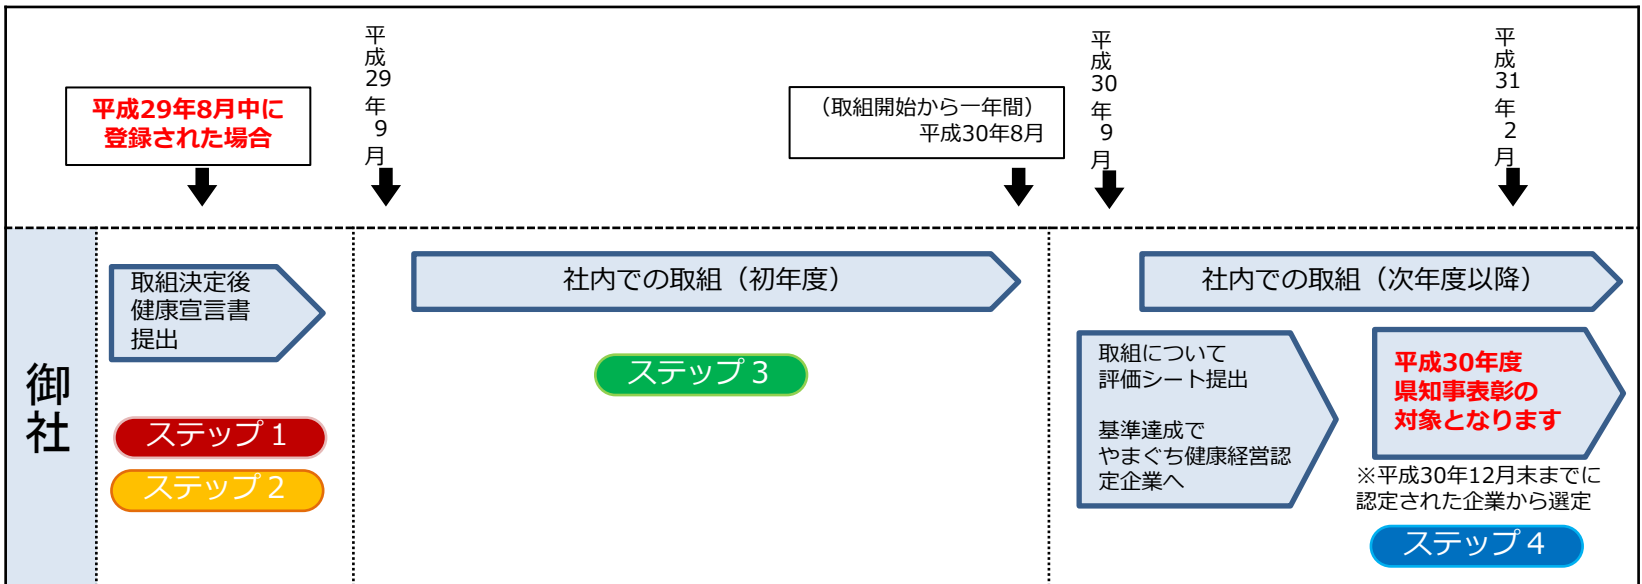 平成29年9月
平成30年9月
平成31年2月
平成29年8月中に
登録された場合
（取組開始から一年間）
平成30年8月
御社
取組決定後
健康宣言書
提出
社内での取組（初年度）
社内での取組（次年度以降）
ステップ1
ステップ2
ステップ3
取組について
評価シート提出
基準達成で
やまぐち健康経営認
定企業へ
平成30年度
県知事表彰の
対象となります
※平成30年12月末までに
認定された企業から選定
ステップ4